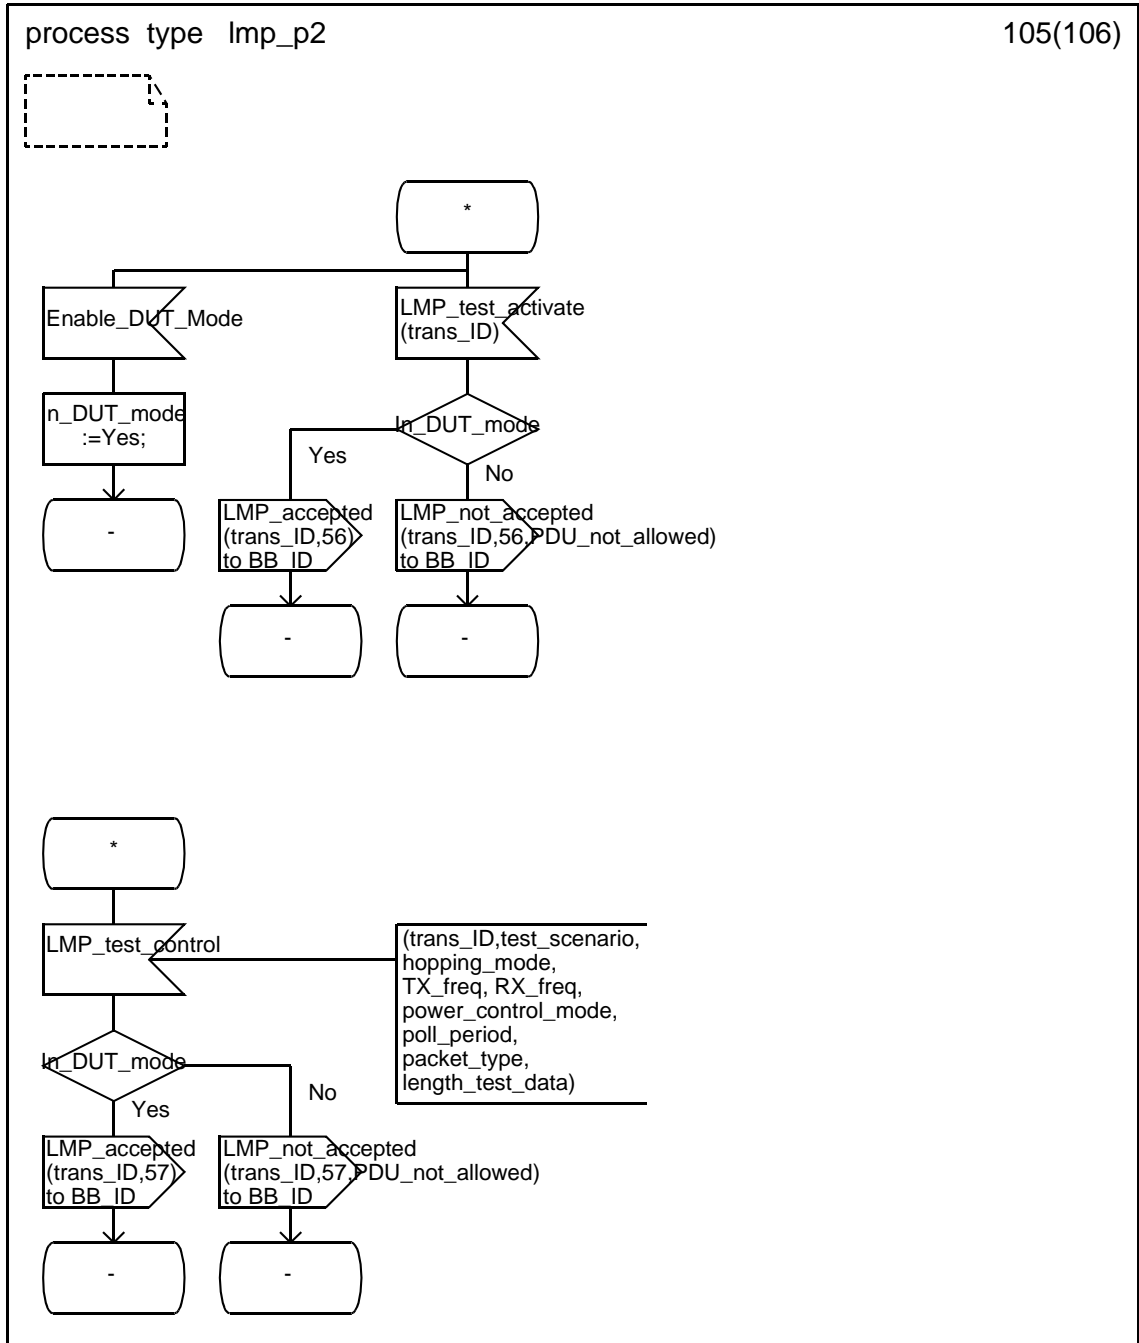 process type lmp_p2
105(106)
*
Enable_DUT_Mode
LMP_test_activate
(trans_ID)
n_DUT_mode
:=Yes;
In_DUT_mode
Yes
No
-
LMP_accepted
(trans_ID,56)
to BB_ID
LMP_not_accepted
(trans_ID,56,PDU_not_allowed)
to BB_ID
-
-
*
LMP_test_control
(trans_ID,test_scenario,
hopping_mode,
TX_freq, RX_freq,
power_control_mode,
poll_period,
packet_type,
length_test_data)
In_DUT_mode
Yes
No
LMP_accepted
(trans_ID,57)
to BB_ID
LMP_not_accepted
(trans_ID,57,PDU_not_allowed)
to BB_ID
-
-